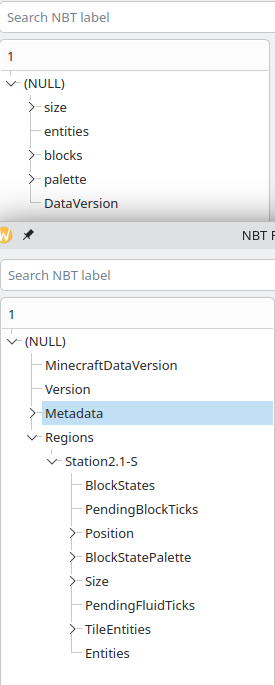 Search NBT label
1
(NULL)
size
entities
blocks
palette
DataVersion
W
NBT F
Search NBT label
1
(NULL)
MinecraftDataVersion
Version
Metadata
Regions
Station2.1-S
BlockStates
PendingBlockTicks
Position
BlockStatePalette
Size
PendingFluidTicks
TileEntities
Entities